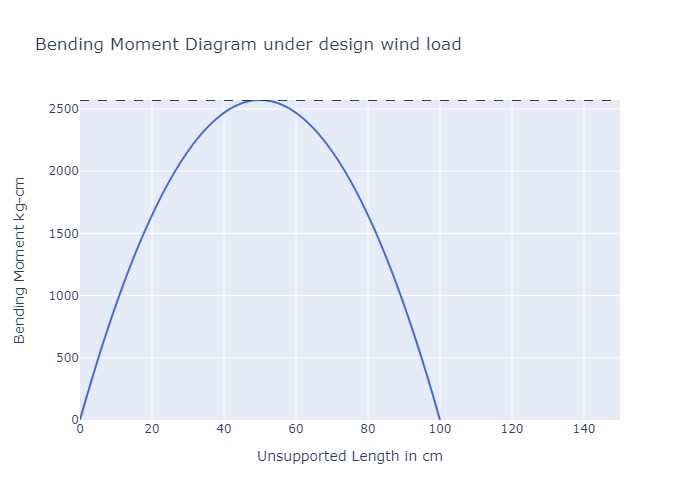 Bending Moment Diagram under design wind load
Bending Moment kg-cm
2500
2000
1500
1000
500
0
0 20 40 60 80 100 120 140
Unsupported Length in cm